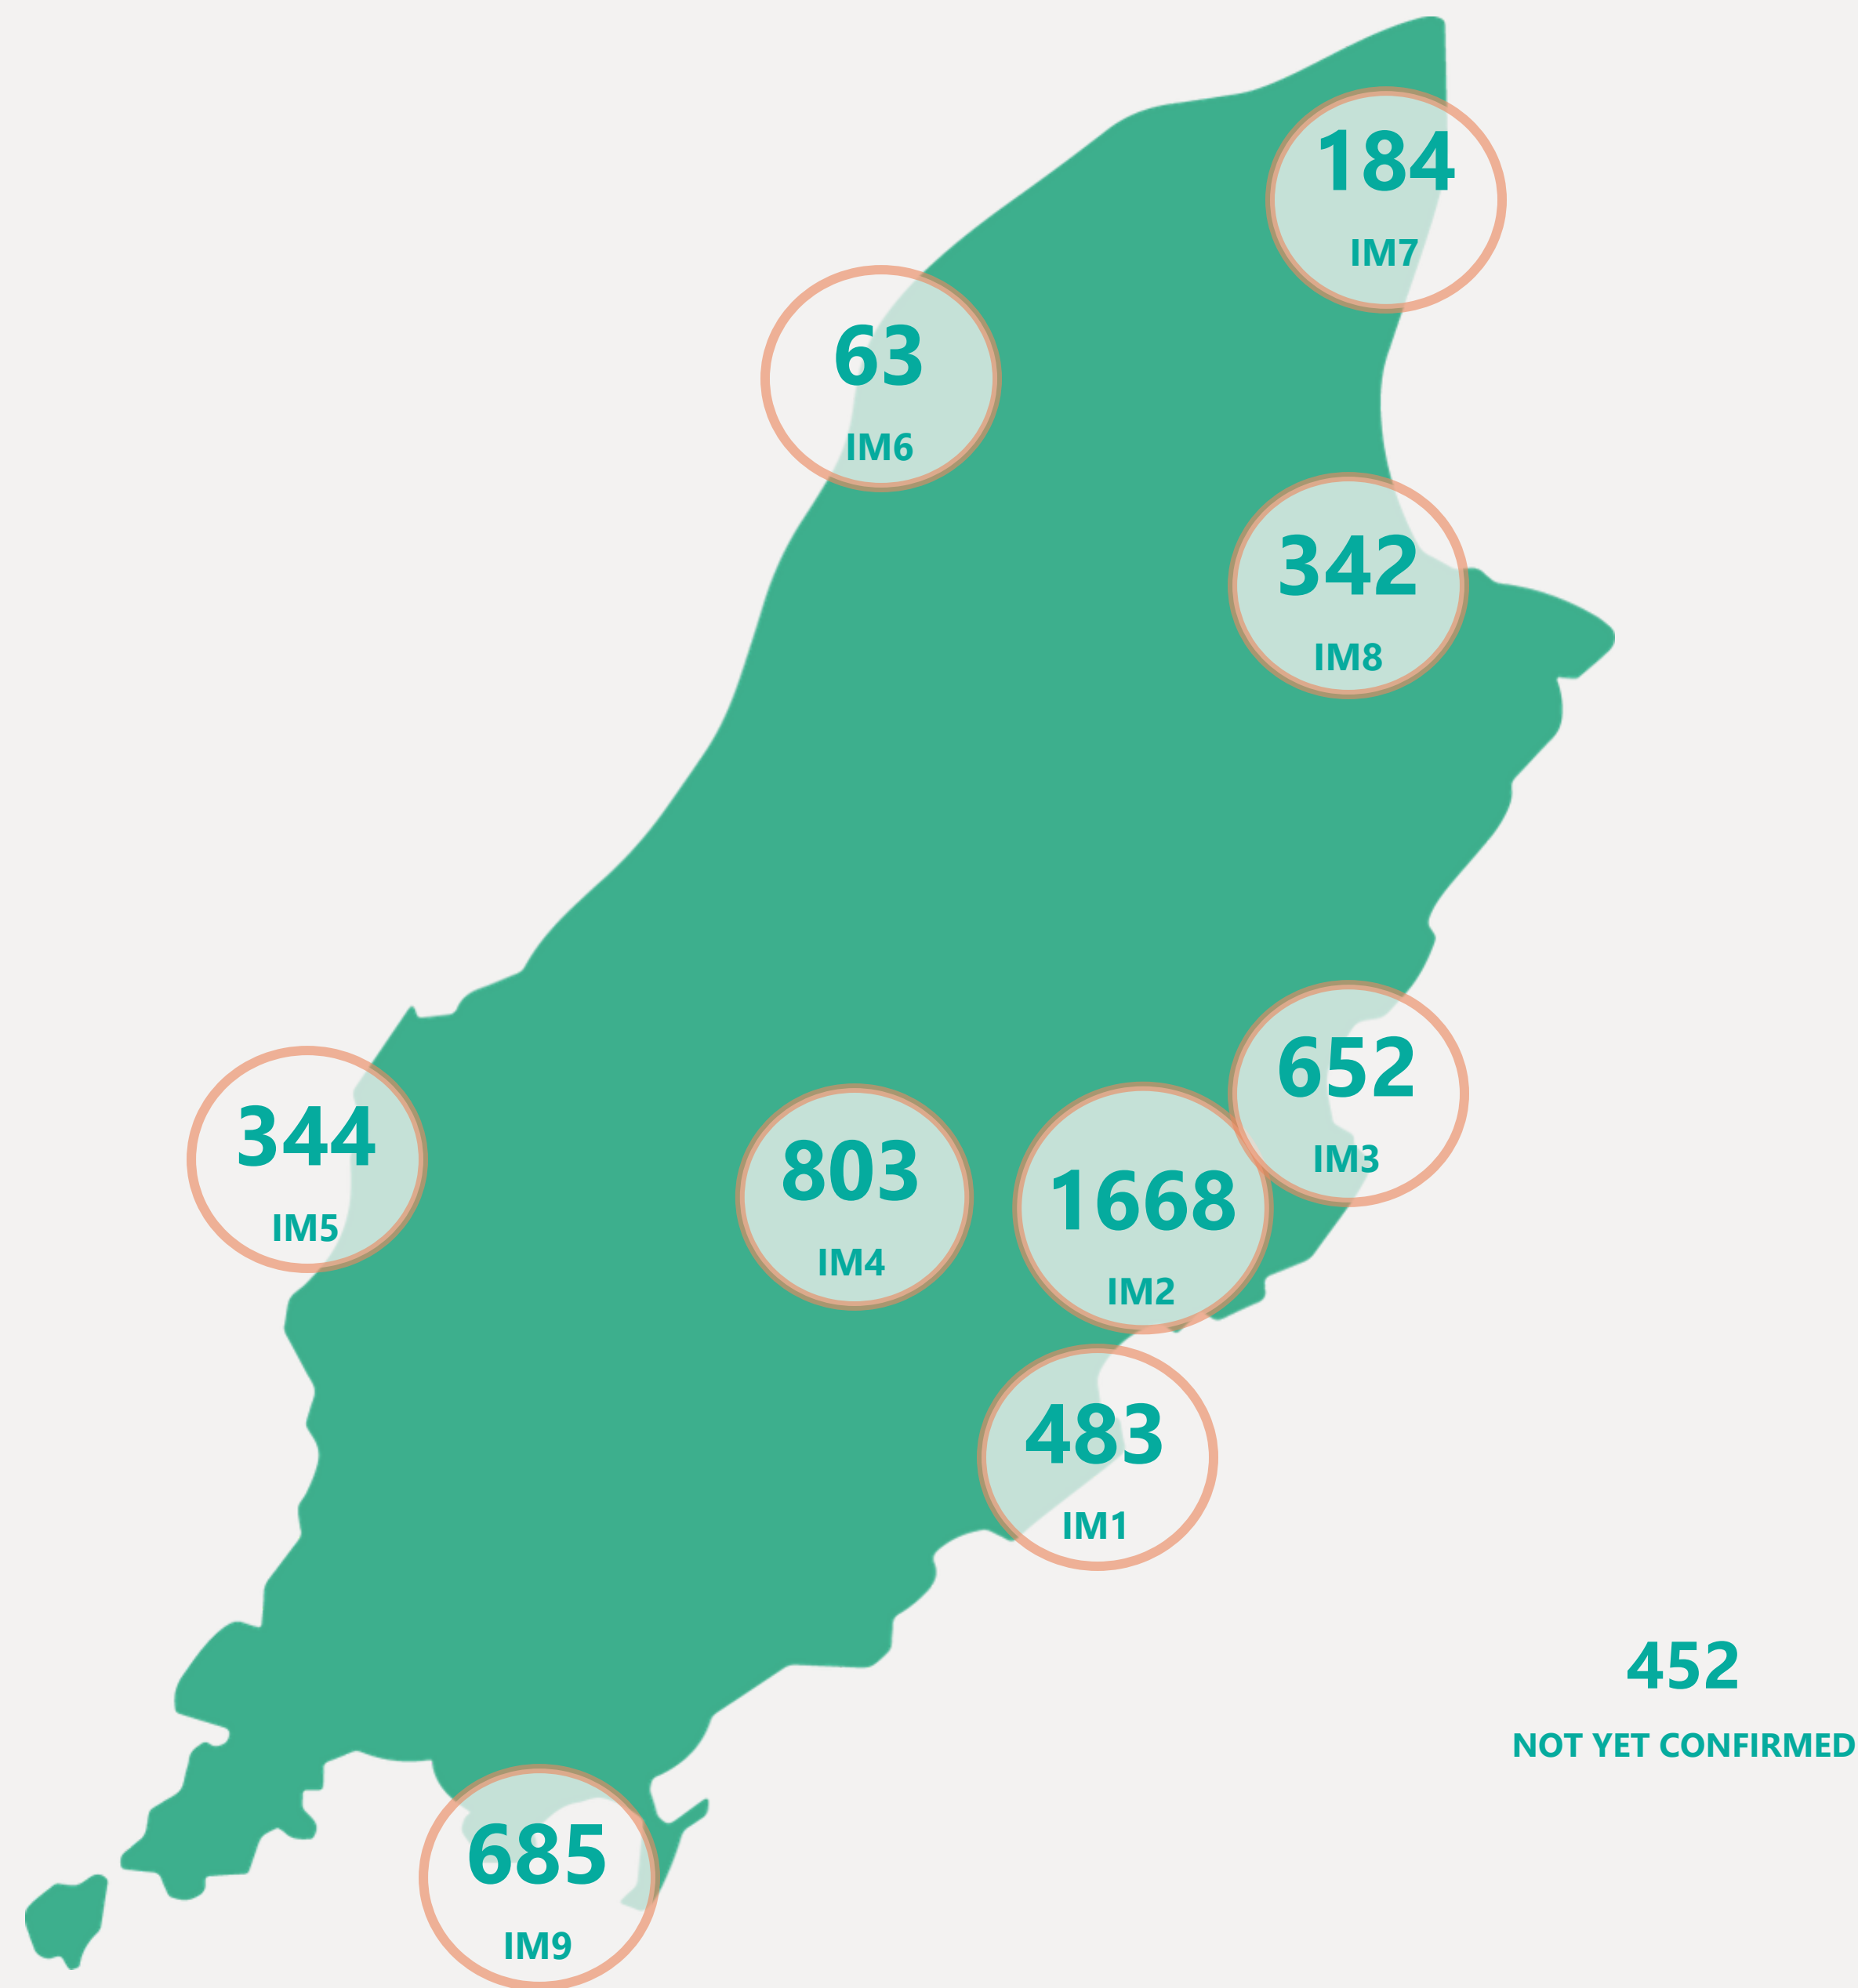 184
IM7
63
IM6
342
IM8
652
IM3
344
IM5
803
IM4
1668
IM2
483
IM1
452
NOT YET CONFIRMED
685
IM9